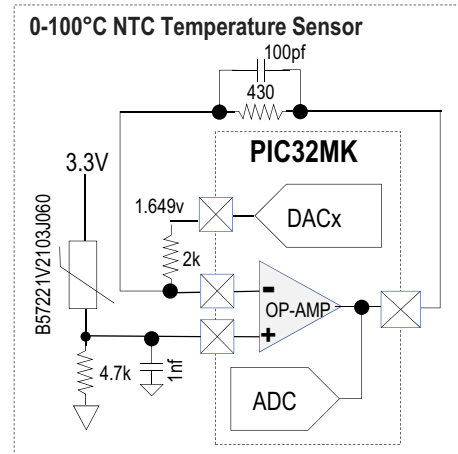 0-100°C NTC Temperature Sensor
100pf
430
PIC32MK
3.3V
1.649v
DACx
2k
B57221V2103J060
-
OP-AMP
+
4.7k
1nf
ADC